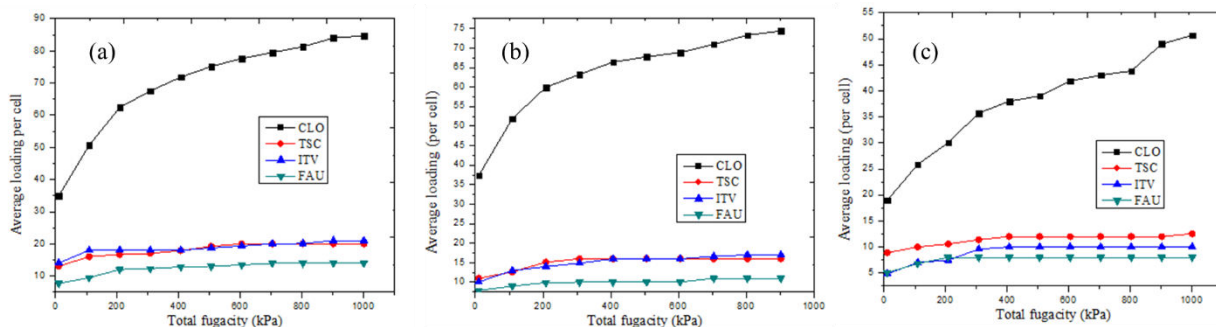 (a)
Average loading per cell
90
80
70
60
50
40
30
20
10
CLO
TSC
ITV
FAU
0 200 400 600 800 1000
Total fugacity (kPa)
(b)
Average loading (per cell)
75
70
65
60
55
50
45
40
35
30
25
20
15
10
CLO
TSC
ITV
FAU
0 200 400 600 800 1000
Total fugacity (kPa)
(c)
Average loading (per cell)
55
50
45
40
35
30
25
20
15
10
5
CLO
TSC
ITV
FAU
0 200 400 600 800 1000
Total fugacity (kPa)